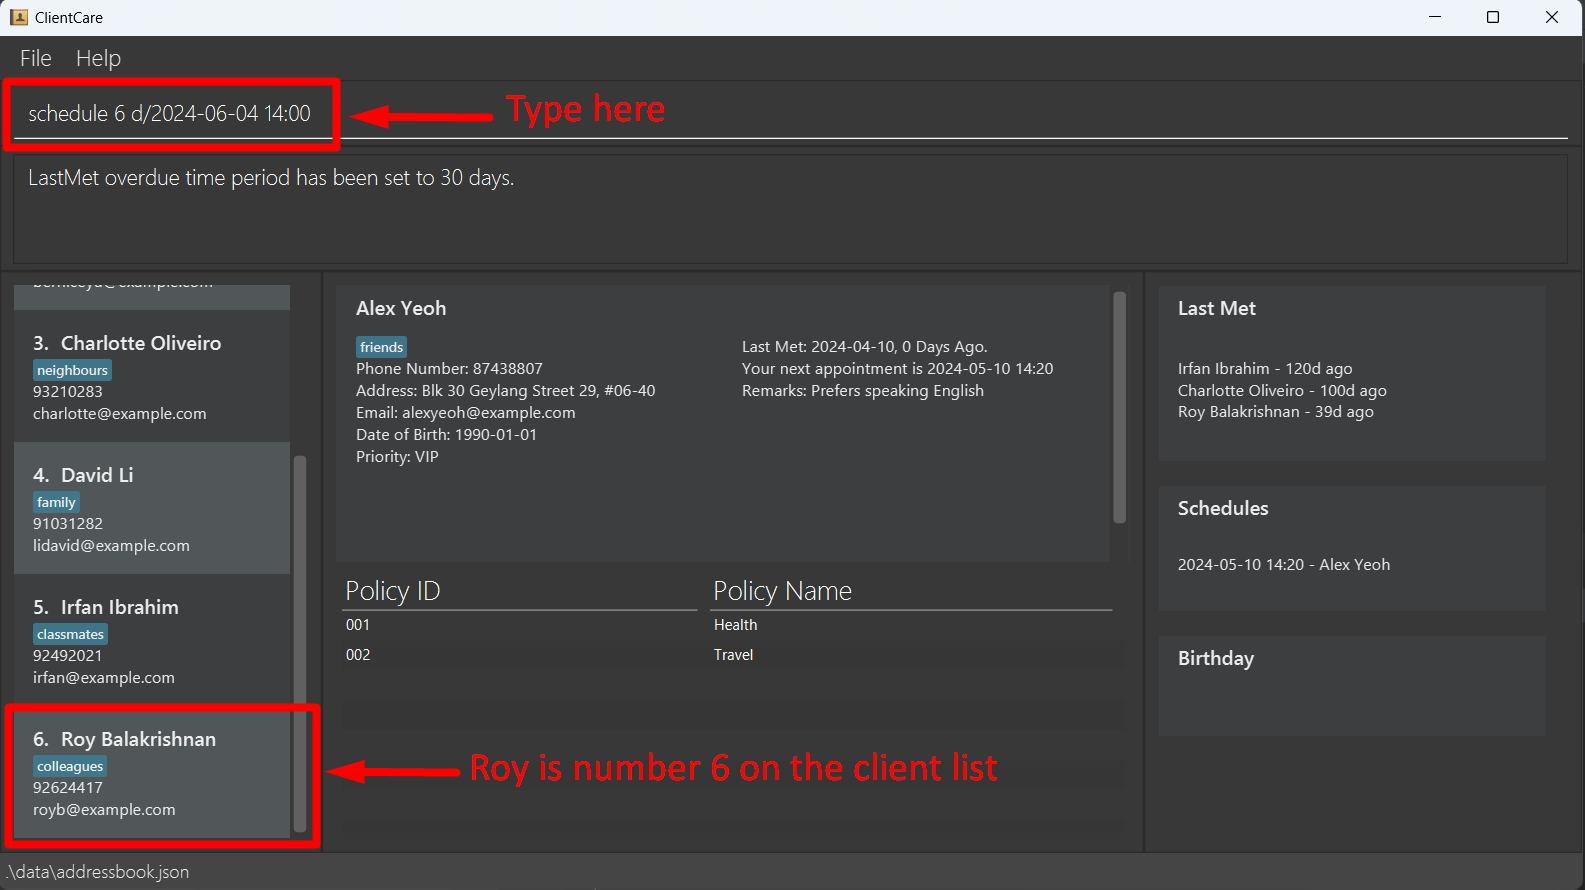 ClientCare
File Help
schedule 6 d/2024-06-04 14:00
Type here
LastMet overdue time period has been set to 30 days.
berniceyu@example.com
3. Charlotte Oliveiro
neighbours
93210283
charlotte@example.com
4. David Li
family
91031282
lidavid@example.com
5. Irfan Ibrahim
classmates
92492021
irfan@example.com
6. Roy Balakrishnan
colleagues
92624417
royb@example.com
Roy is number 6 on the client list
Alex Yeoh
friends
Phone Number: 87438807
Address: Blk 30 Geylang Street 29, #06-40
Email: alexyeoh@example.com
Date of Birth: 1990-01-01
Priority: VIP
Last Met: 2024-04-10, 0 Days Ago.
Your next appointment is 2024-05-10 14:20
Remarks: Prefers speaking English
Policy ID Policy Name
001 Health
002 Travel
Last Met
Irfan Ibrahim - 120d ago
Charlotte Oliveiro - 100d ago
Roy Balakrishnan - 39d ago
Schedules
2024-05-10 14:20 - Alex Yeoh
Birthday
.\data\addressbook.json